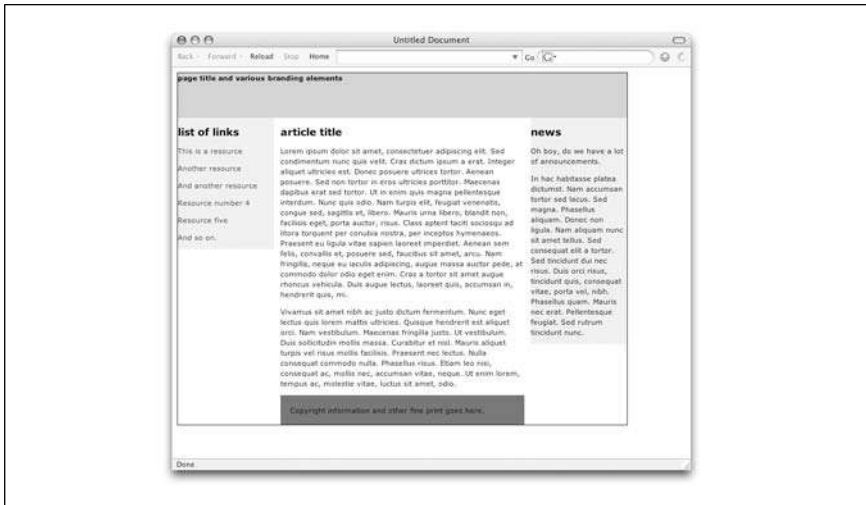 Untitled Document
Back
Forward
Reload
Stop
Home
Go
page title and various branding elements
list of links
This is a resource
Another resource
And another resource
Resource number 4
Resource five
And so on.
article title
Lorem ipsum dolor sit amet, consectetuer adipiscing elit. Sed
condimentum nunc quis velit. Cras dictum ipsum a erat. Integer
aliquet ultricies est. Donec posuere ultrices tortor. Aenean
posuere. Sed non tortor in eros ultricies porttitor. Maecenas
dapibus erat sed tortor. Ut in enim quis magna pellentesque
interdum. Nunc quis odio. Nam turpis elit, feugiat venenatis,
congue sed, sagittis et, libero. Mauris urna libero, blandit non,
facilisis eget, porta auctor, risus. Class aptent taciti sociosqu ad
litora torquent per conubia nostra, per inceptos hymenaeos.
Praesent eu ligula vitae sapien laoreet imperdiet. Aenean sem
felis, convallis et, posuere sed, faucibus sit amet, arcu. Nam
fringilla, neque eu iaculis adipiscing, augue massa auctor pede, at
commodo dolor odio eget enim. Cras a tortor sit amet augue
rhoncus vehicula. Duis augue lectus, laoreet quis, accumsan in,
hendrerit quis, mi.
Vivamus sit amet nibh ac justo dictum fermentum. Nunc eget
lectus quis lorem mattis ultricies. Quisque hendrerit est aliquet
orci. Nam vestibulum. Maecenas fringilla justo. Ut vestibulum.
Duis sollicitudin mollis massa. Curabitur et nisl. Mauris aliquet
turpis vel risus mollis facilisis. Praesent nec lectus. Nulla
consequat commodo nulla. Phasellus risus. Etiam leo nisi,
consequat ac, mollis nec, accumsan vitae, neque. Ut enim lorem,
tempus ac, molestie vitae, luctus sit amet, odio.
Copyright information and other fine print goes here.
news
Oh boy, do we have a lot
of announcements.
In hac habitasse platea
dictumst. Nam accumsan
tortor sed lacus. Sed
magna. Phasellus
aliquam. Donec non
ligula. Nam aliquam nunc
sit amet tellus. Sed
consequat elit a tortor.
Sed tincidunt dui nec
risus. Duis orci risus,
tincidunt quis, consequat
vitae, porta vel, nibh.
Phasellus quam. Mauris
nec erat. Pellentesque
feugiat. Sed rutrum
tincidunt nunc.
Done